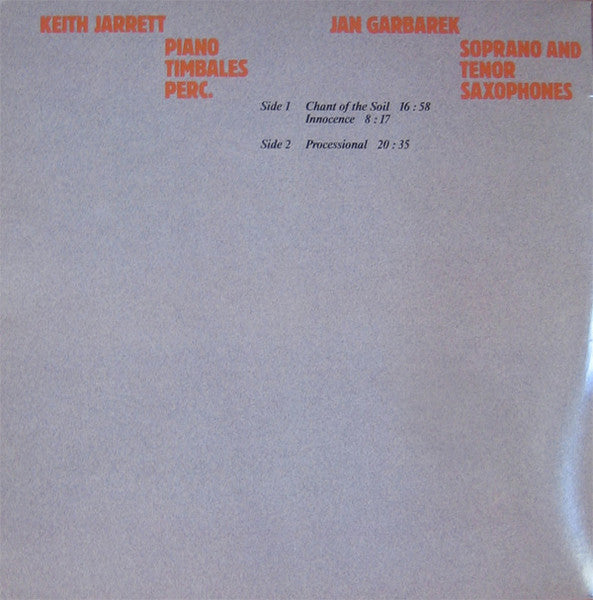 KEITH JARRETT
PIANO
TIMBALES
PERC.
JAN GARBAREK
SOPRANO AND
TENOR
SAXOPHONES
Side 1 Chant of the Soil 16 : 58
Innocence 8 : 17
Side 2 Processional 20 : 35